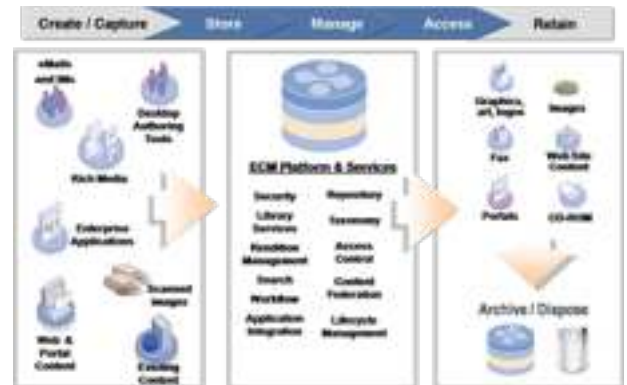 Create / Capture
Store
Manage
Access
Retain
eMails
and IMs
Desktop
Authoring
Tools
Rich Media
Enterprise
Applications
Scanned
Images
Web &
Portal
Content
Existing
Content
ECM Platform & Services
Security
Library
Services
Rendition
Management
Search
Workflow
Application
Integration
Repository
Taxonomy
Access
Control
Content
Federation
Lifecycle
Management
Graphics,
art, logos
Images
Fax
Web Site
Content
Portals
CD-ROM
Archive / Dispose